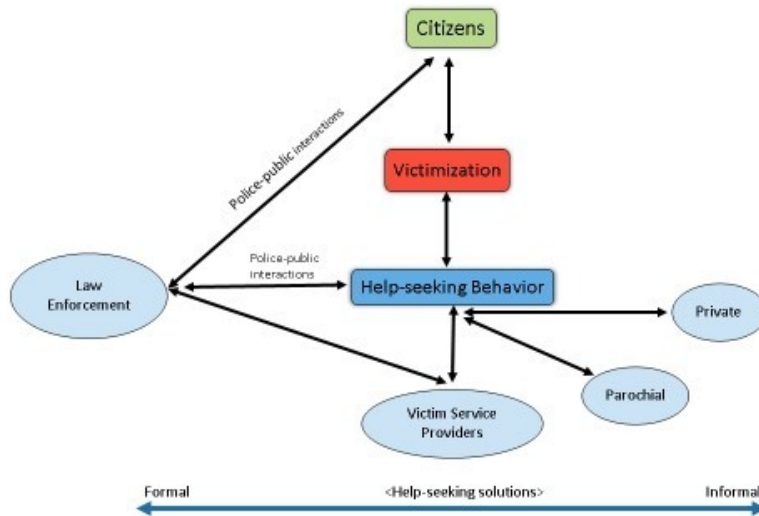 Citizens
Police-public interactions
Victimization
Police-public
interactions
Law
Enforcement
Help-seeking Behavior
Private
Parochial
Victim Service
Providers
Formal
<Help-seeking solutions>
Informal